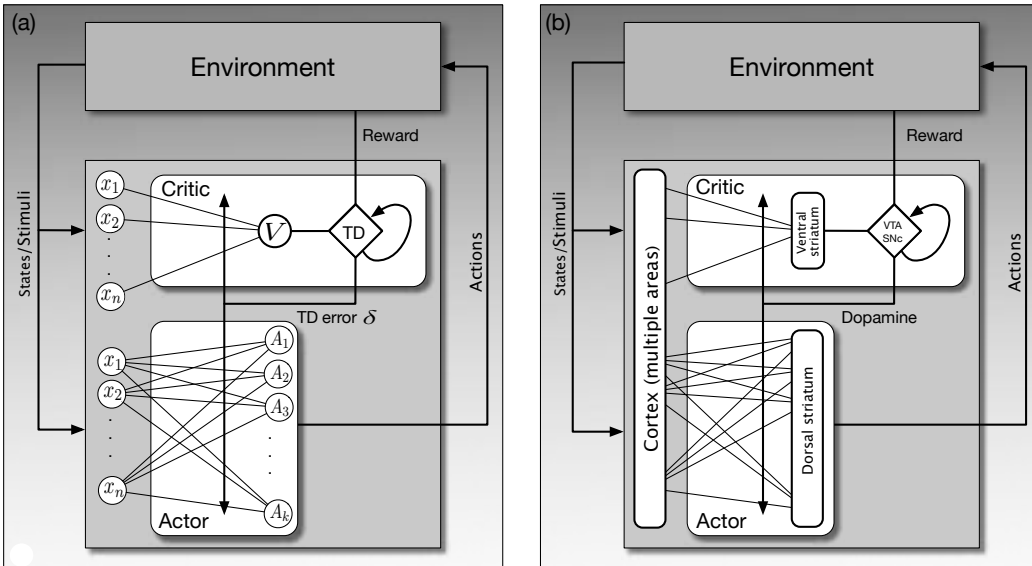 (a)
Environment
Reward
States/Stimuli
Actions
x₁
x₂
.
.
.
xₙ
Critic
V
TD
TD error δ
x₁
x₂
.
.
.
.
xₙ
A₁
A₂
A₃
.
.
.
Aₖ
Actor
(b)
Environment
Reward
States/Stimuli
Actions
Cortex (multiple areas)
Critic
Ventral
striatum
VTA
SNc
Dopamine
Dorsal striatum
Actor